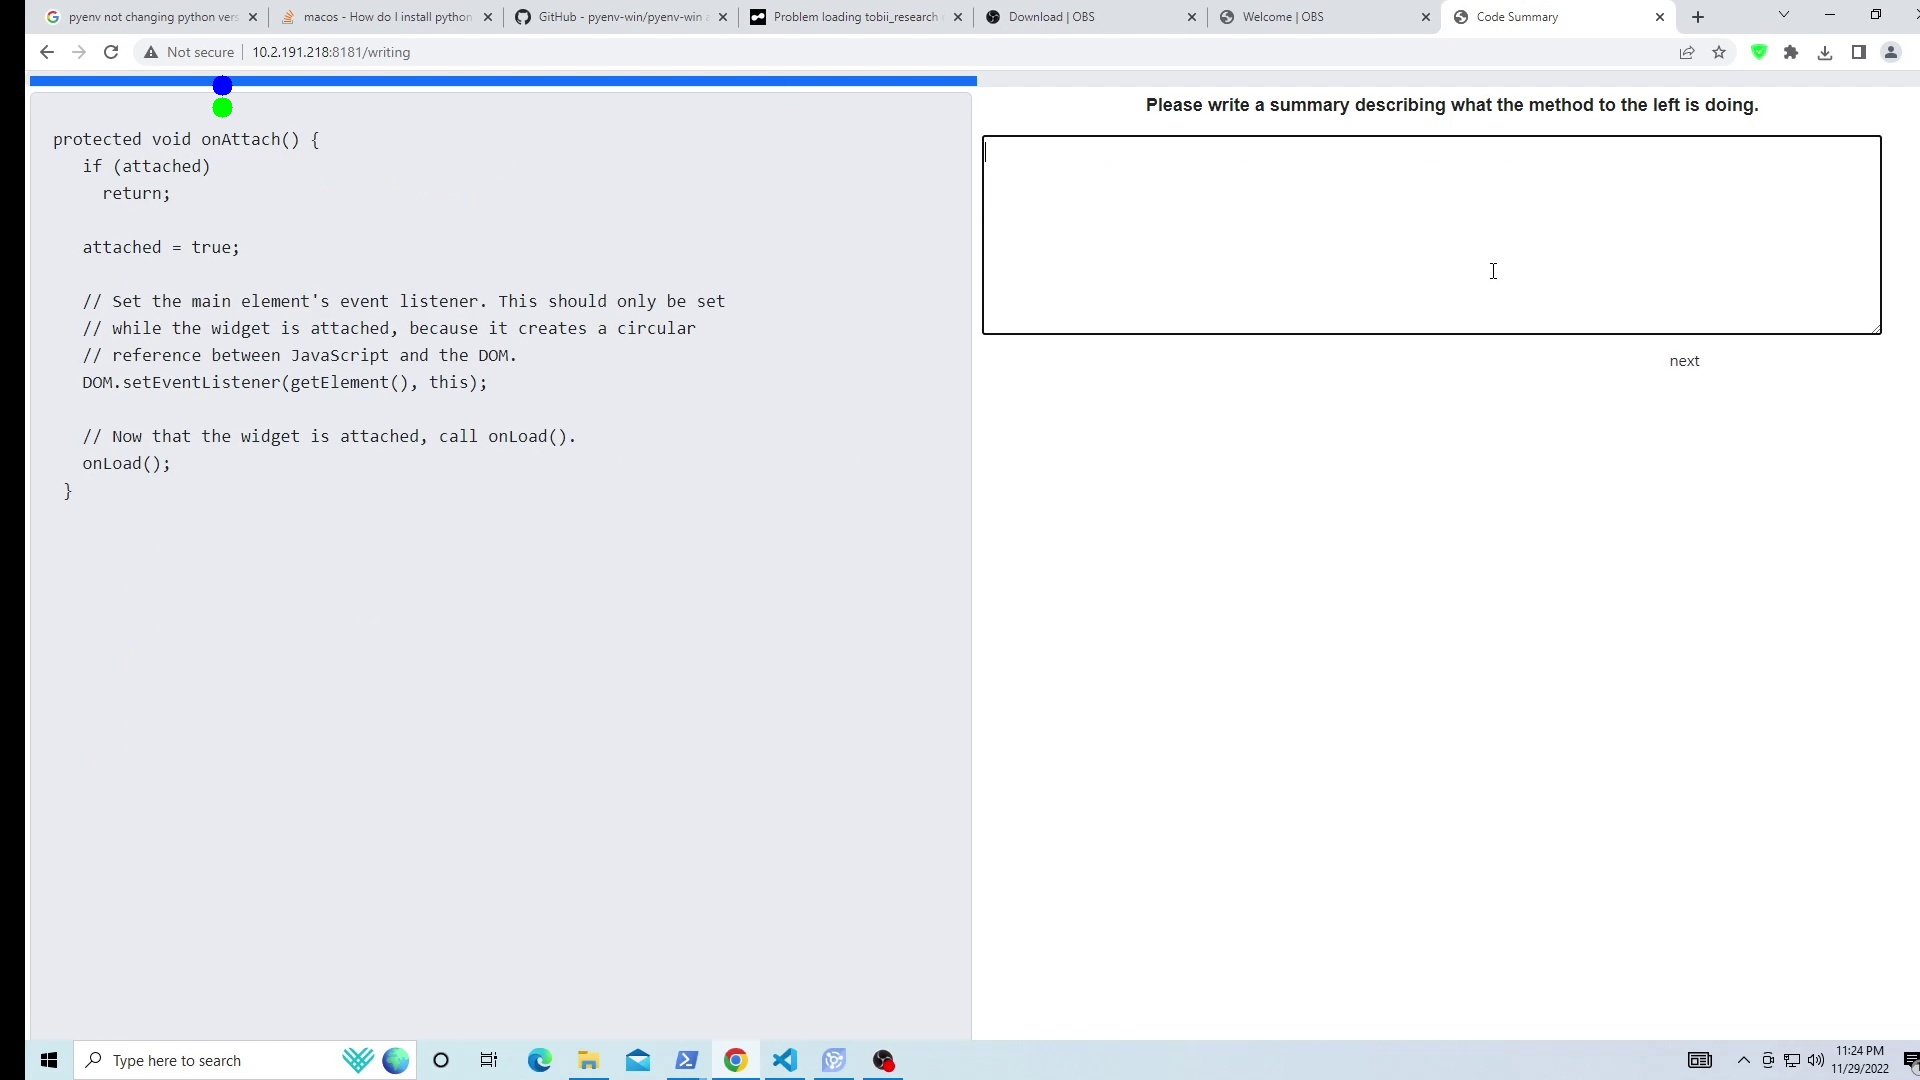 pyenv not changing python vers
macos - How do I install python
GitHub - pyenv-win/pyenv-win
Problem loading tobii_research
Download | OBS
Welcome | OBS
Code Summary
Not secure
10.2.191.218:8181/writing
Please write a summary describing what the method to the left is doing.
protected void onAttach() {
if (attached)
return;
attached = true;
// Set the main element's event listener. This should only be set
// while the widget is attached, because it creates a circular
// reference between JavaScript and the DOM.
DOM.setEventListener(getElement(), this);
// Now that the widget is attached, call onLoad().
onLoad();
}
next
Type here to search
11:24 PM
11/29/2022